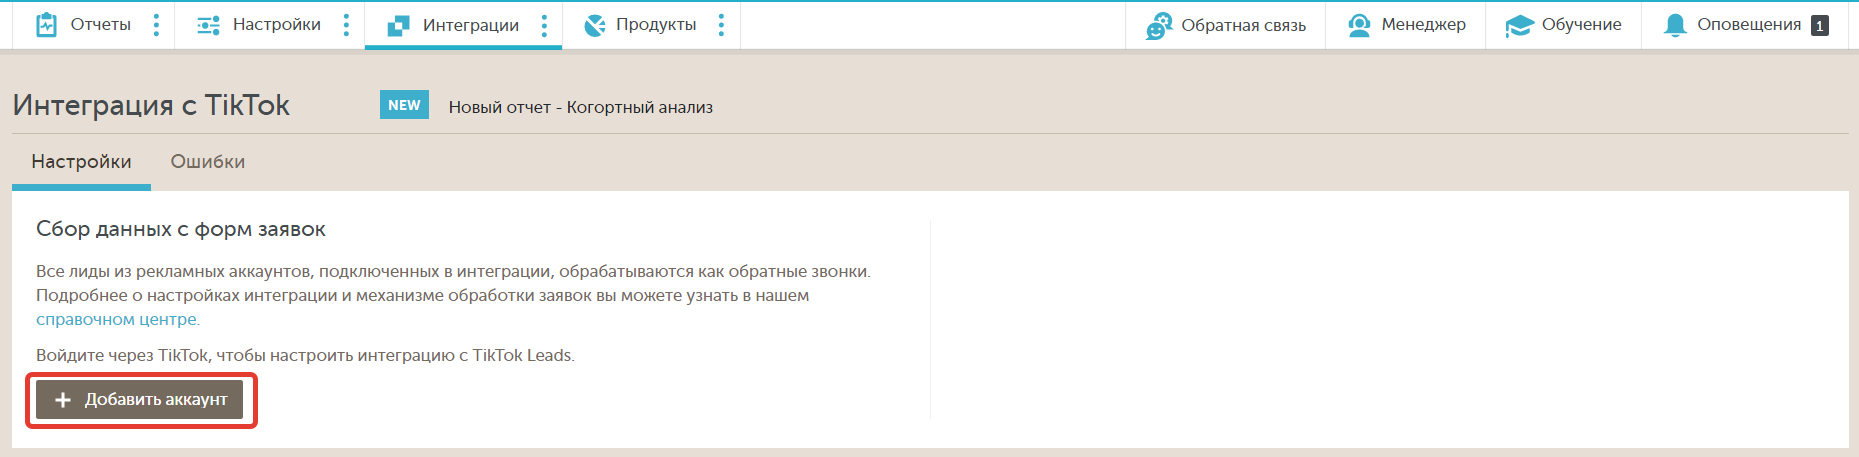 Отчеты Настройки Интеграции Продукты Обратная связь Менеджер Обучение Оповещения 1
Интеграция с TikTok NEW Новый отчет - Когортный анализ
Настройки Ошибки
Сбор данных с форм заявок
Все лиды из рекламных аккаунтов, подключенных в интеграции, обрабатываются как обратные звонки.
Подробнее о настройках интеграции и механизме обработки заявок вы можете узнать в нашем
справочном центре.
Войдите через TikTok, чтобы настроить интеграцию с TikTok Leads.
+ Добавить аккаунт